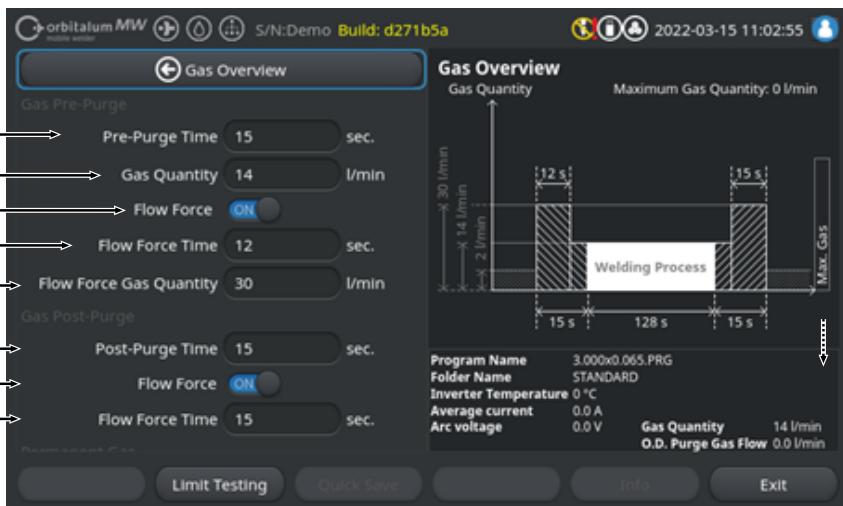 orbitalum MW
mobile welder
S/N:Demo Build: d271b5a
2022-03-15 11:02:55
Gas Overview
Gas Pre-Purge
Pre-Purge Time 15 sec.
Gas Quantity 14 l/min
Flow Force ON
Flow Force Time 12 sec.
Flow Force Gas Quantity 30 l/min
Gas Post-Purge
Post-Purge Time 15 sec.
Flow Force ON
Flow Force Time 15 sec.
Permanent Gas
Gas Overview
Gas Quantity
Maximum Gas Quantity: 0 l/min
30 l/min
14 l/min
2 l/min
12 s
15 s
Welding Process
Max. Gas
15 s
128 s
15 s
Program Name 3.000x0.065.PRG
Folder Name STANDARD
Inverter Temperature 0 °C
Average current 0.0 A
Arc voltage 0.0 V
Gas Quantity 14 l/min
O.D. Purge Gas Flow 0.0 l/min
Limit Testing
Quick Save
Info
Exit